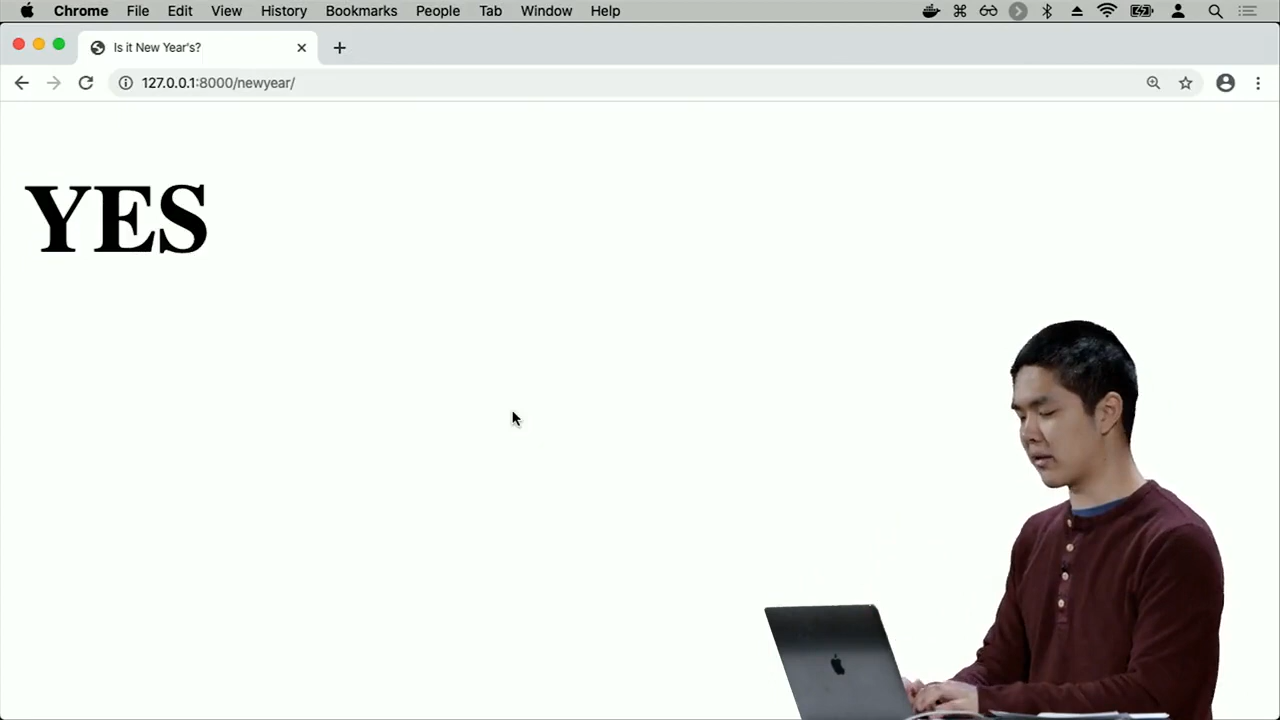 Chrome File Edit View History Bookmarks People Tab Window Help
Is it New Year's?
127.0.0.1:8000/newyear/
YES